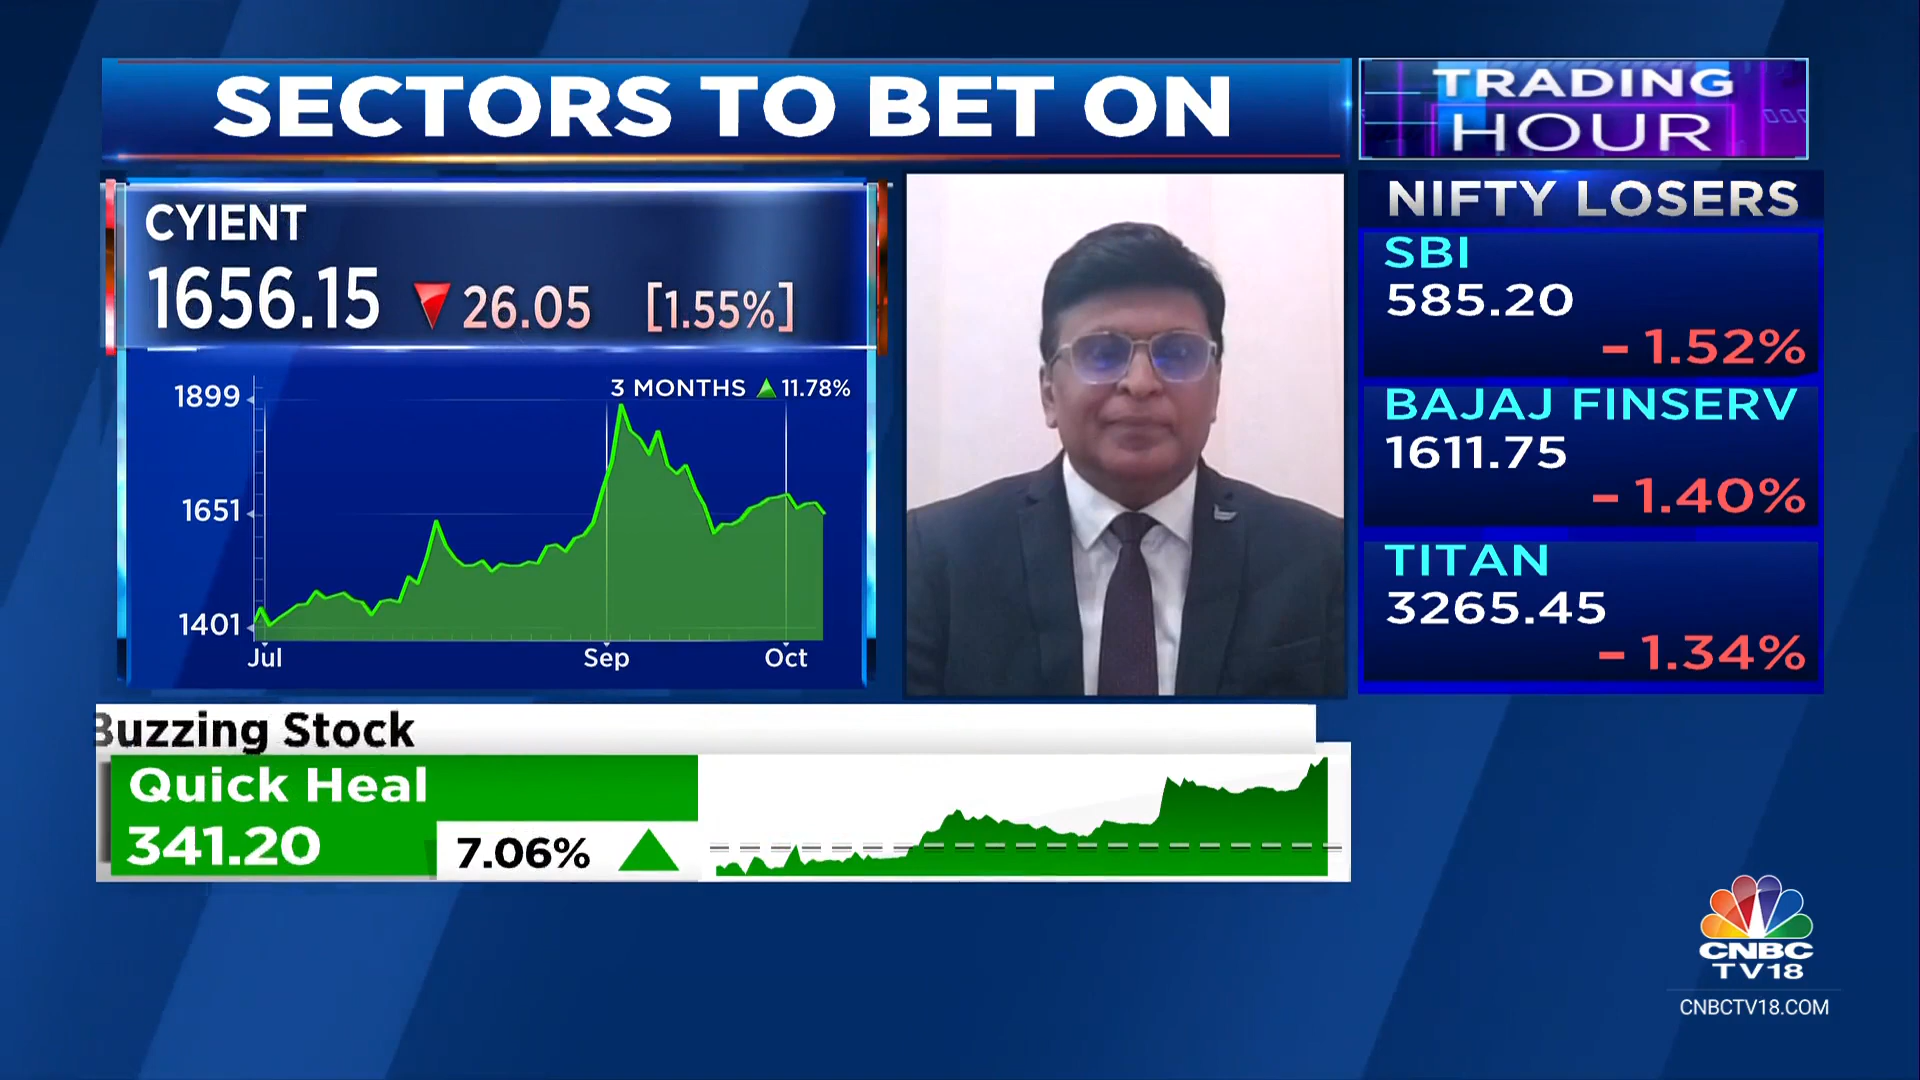 SECTORS TO BET ON
TRADING
HOUR
CYIENT
1656.15 ▼ 26.05 [1.55%]
3 MONTHS ▲ 11.78%
1899
1651
1401
Jul Sep Oct
NIFTY LOSERS
SBI
585.20
- 1.52%
BAJAJ FINSERV
1611.75
- 1.40%
TITAN
3265.45
- 1.34%
Buzzing Stock
Quick Heal
341.20
7.06% ▲
CNBC
TV18
CNBCTV18.COM